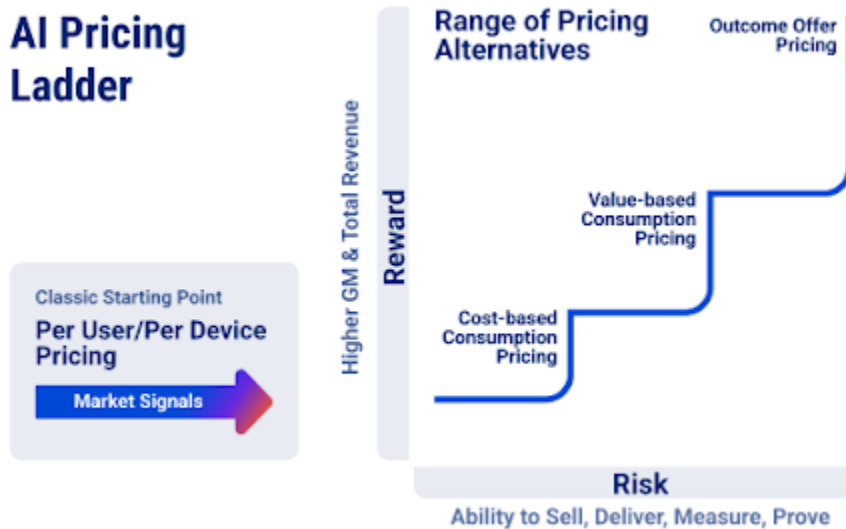 AI Pricing
Ladder
Classic Starting Point
Per User/Per Device
Pricing
Market Signals
Higher GM & Total Revenue
Reward
Range of Pricing
Alternatives
Outcome Offer
Pricing
Value-based
Consumption
Pricing
Cost-based
Consumption
Pricing
Risk
Ability to Sell, Deliver, Measure, Prove